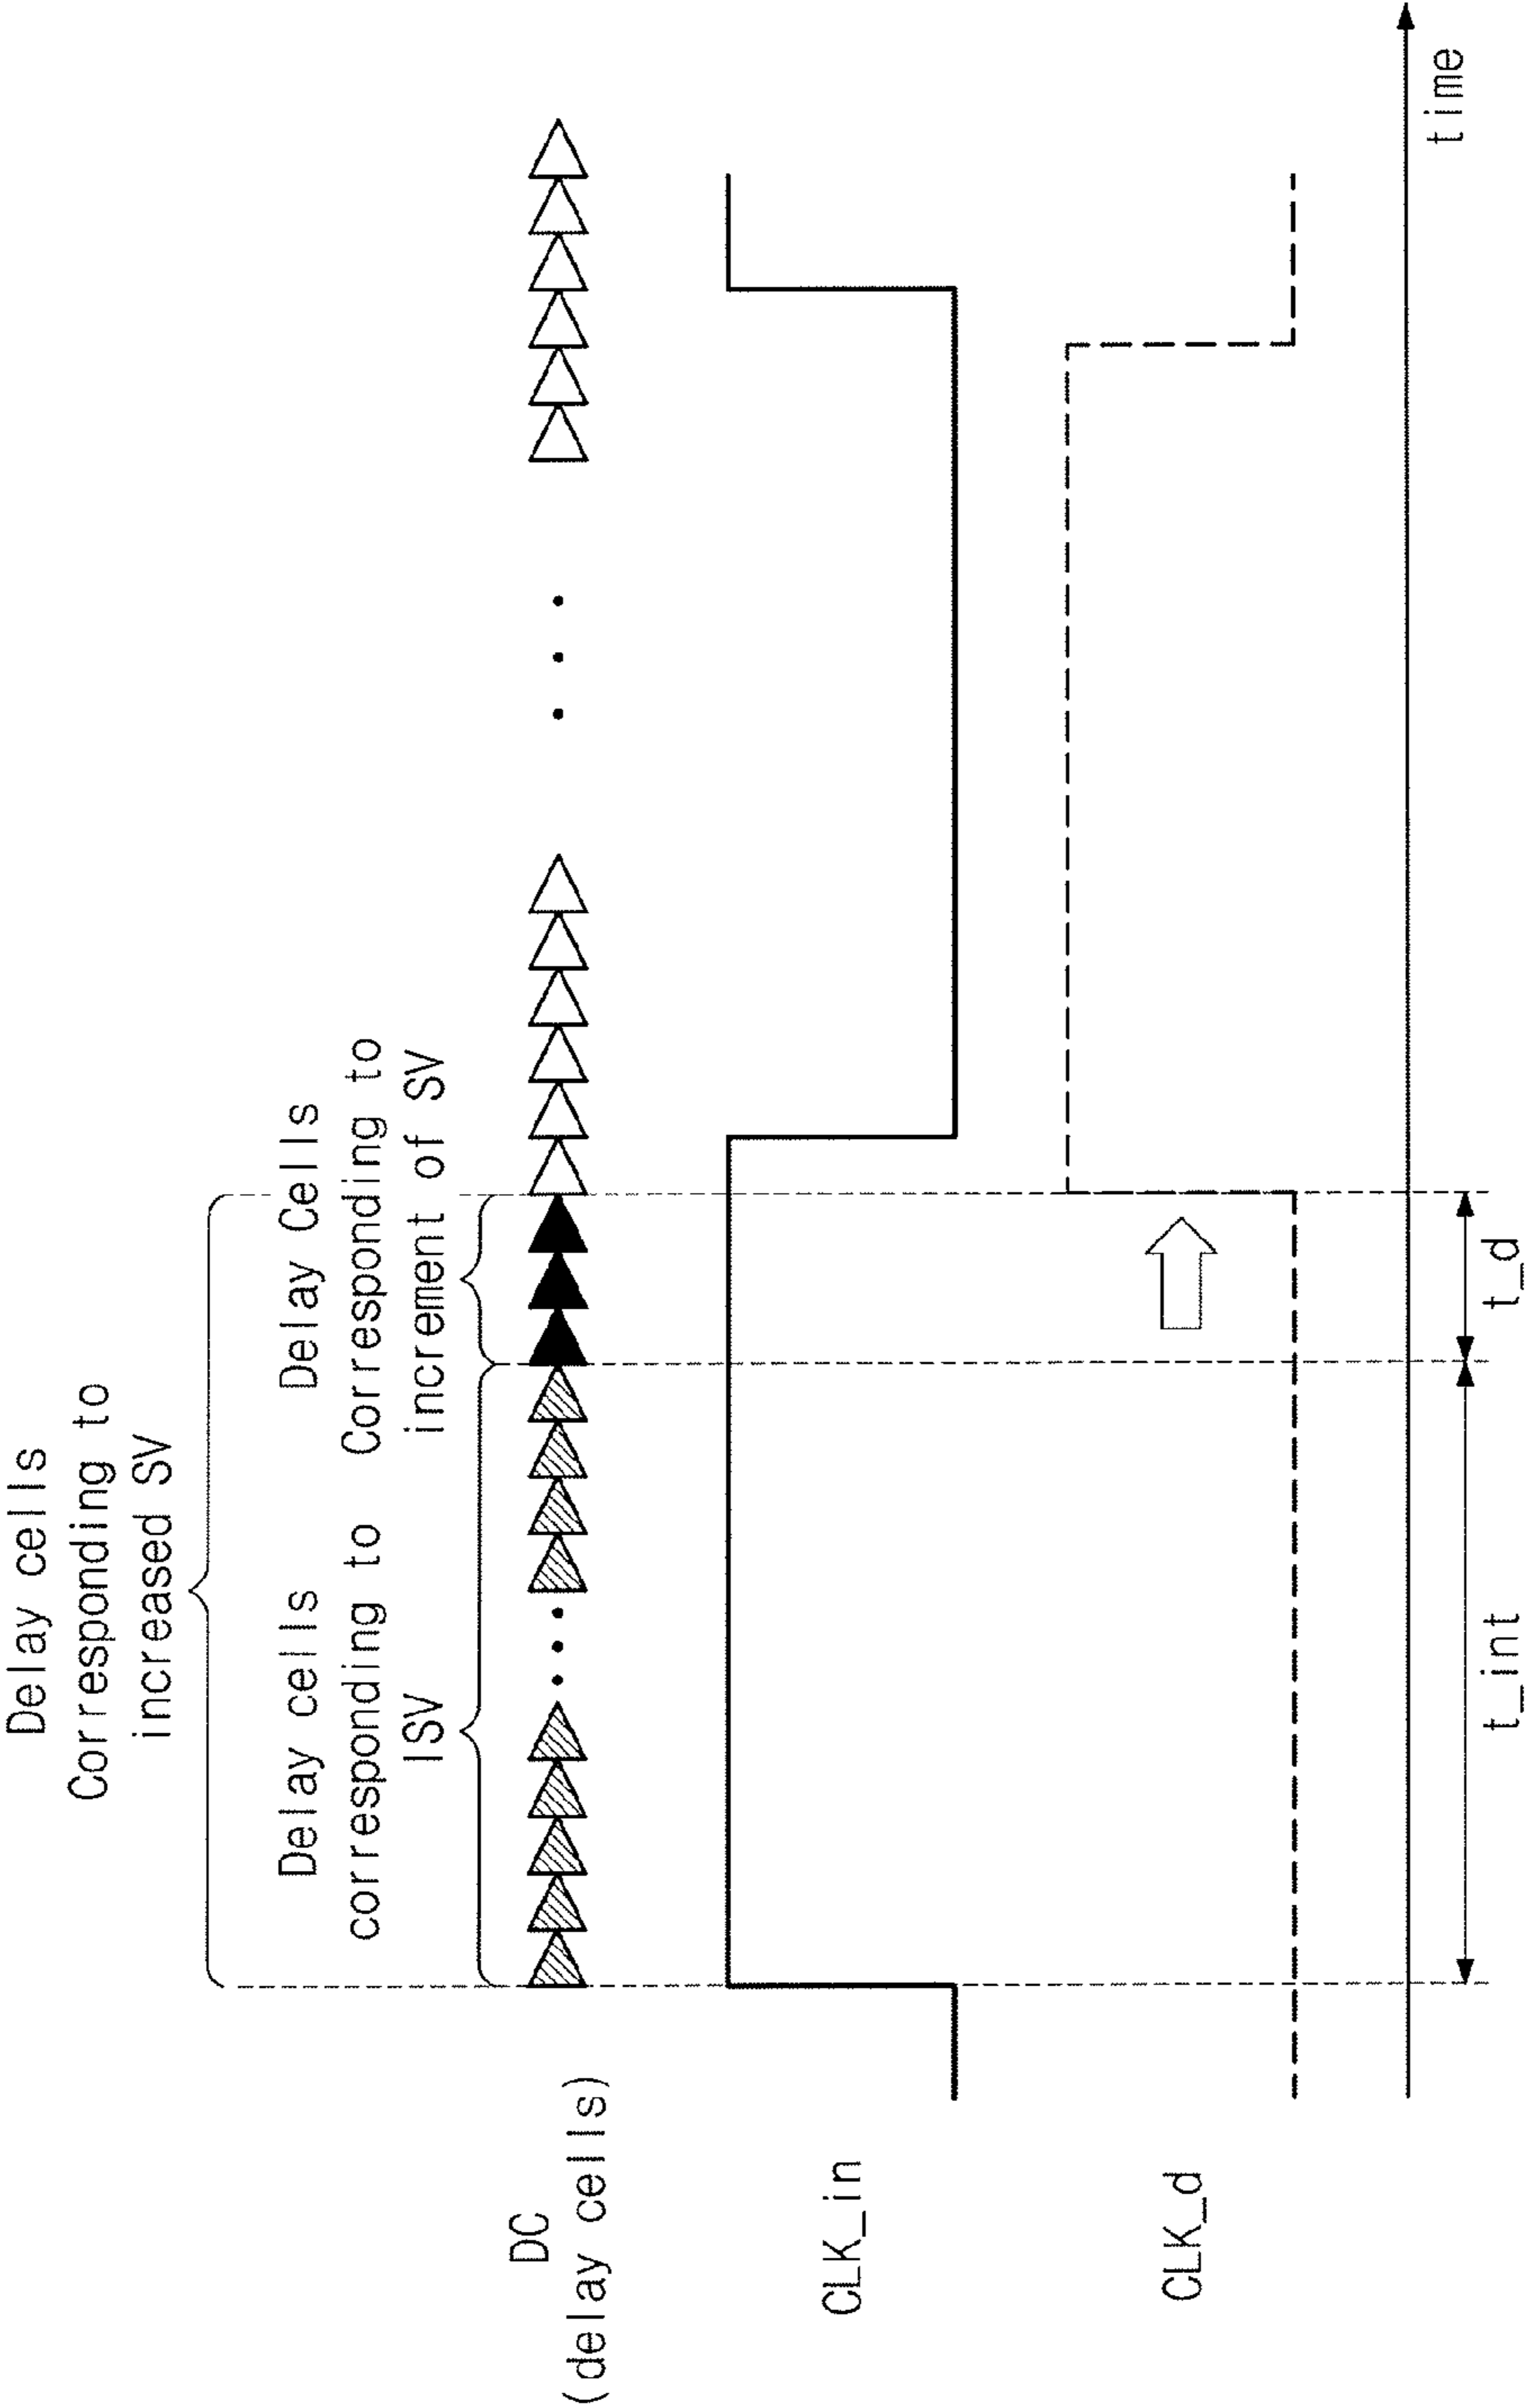 Delay cells
Corresponding to
increased SV
Delay cells
corresponding to
ISV
Delay Cells
Corresponding to
increment of SV
DC
(delay cells)
CLK_in
CLK_d
time
t_int
t_d